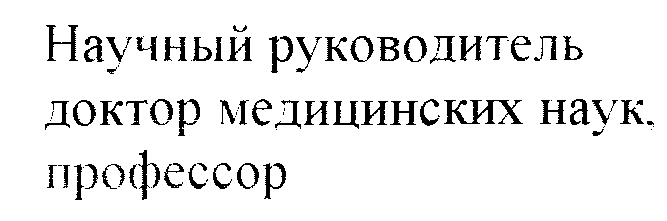 Научный руководитель
доктор медицинских наук,
профессор